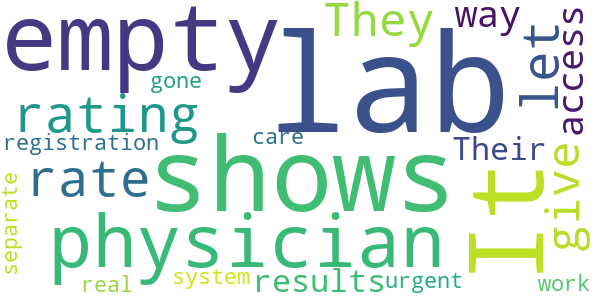 empty
lab
They
way
let
access
gone
rating
registration
care
shows
Their
rate
It
give
physician
separate
real
system
results
urgent
work